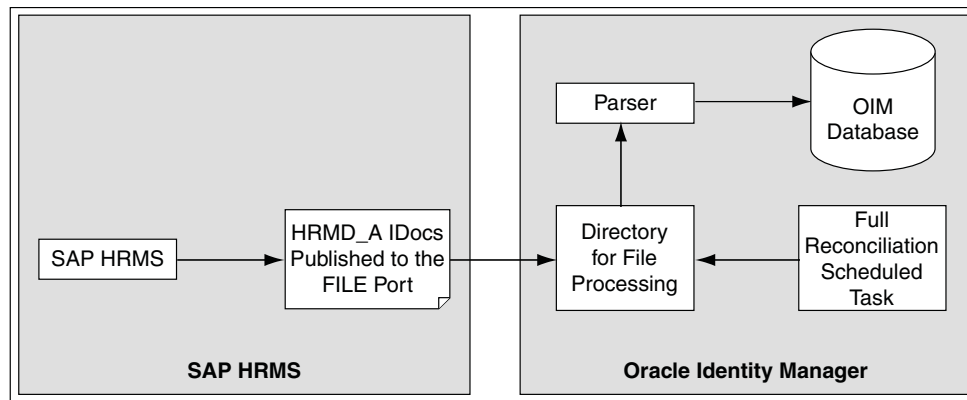 SAP HRMS
HRMD_A IDocs
Published to the
FILE Port
SAP HRMS
Parser
OIM
Database
Directory
for File
Processing
Full
Reconciliation
Scheduled
Task
Oracle Identity Manager